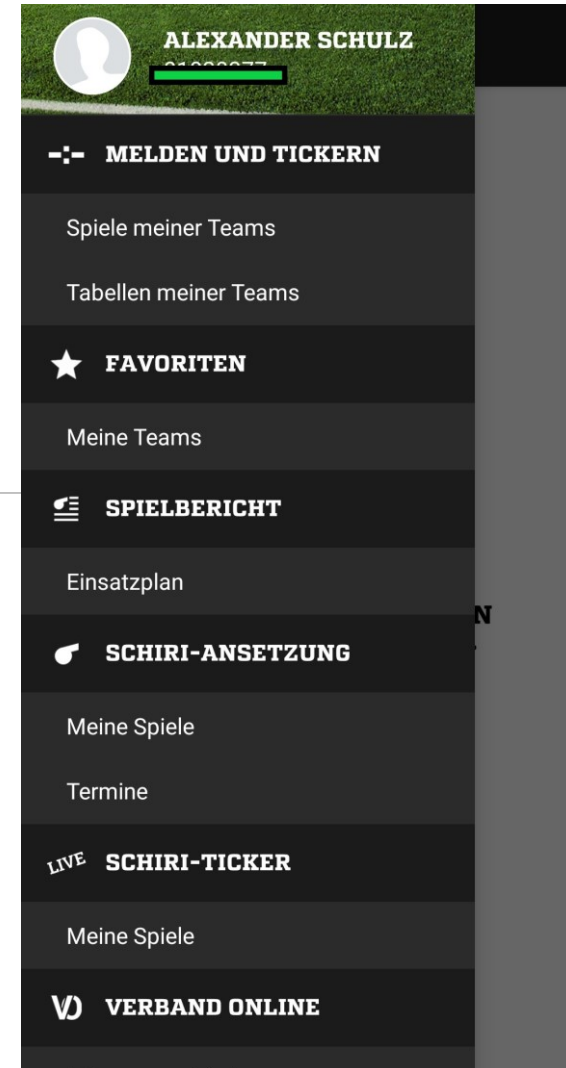 ALEXANDER SCHULZ
-:- MELDEN UND TICKERN
Spiele meiner Teams
Tabellen meiner Teams
FAVORITEN
Meine Teams
SPIELBERICHT
Einsatzplan
N
SCHIRI-ANSETZUNG
Meine Spiele
Termine
LIVE SCHIRI-TICKER
Meine Spiele
VERBAND ONLINE